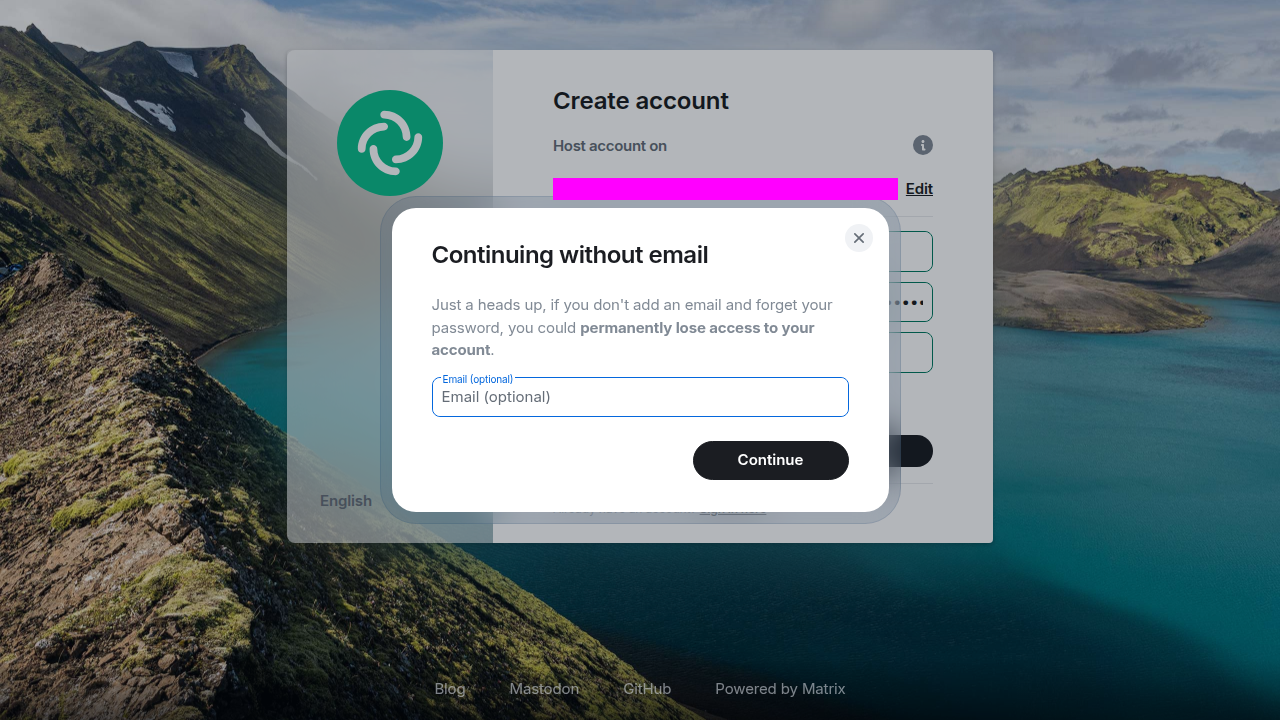 Create account
Host account on
Edit
Continuing without email
Just a heads up, if you don't add an email and forget your
password, you could permanently lose access to your
account.
Email (optional)
Email (optional)
Continue
English
Blog Mastodon GitHub Powered by Matrix